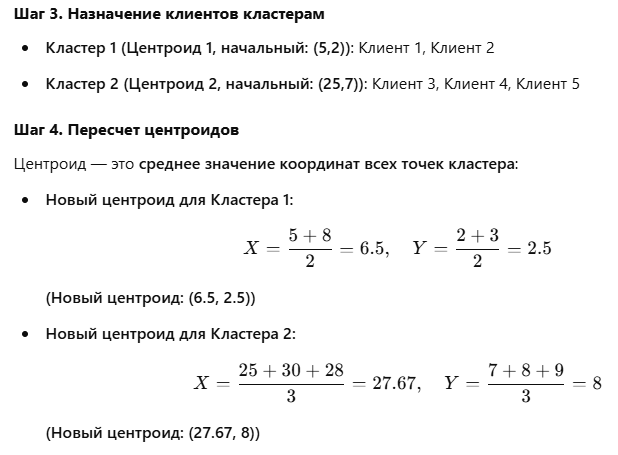 Шаг 3. Назначение клиентов кластерам
• Кластер 1 (Центроид 1, начальный: (5,2)): Клиент 1, Клиент 2
• Кластер 2 (Центроид 2, начальный: (25,7)): Клиент 3, Клиент 4, Клиент 5
Шаг 4. Пересчет центроидов
Центроид — это среднее значение координат всех точек кластера:
• Новый центроид для Кластера 1:
X = \frac{5 + 8}{2} = 6.5, Y = \frac{2 + 3}{2} = 2.5
(Новый центроид: (6.5, 2.5))
• Новый центроид для Кластера 2:
X = \frac{25 + 30 + 28}{3} = 27.67, Y = \frac{7 + 8 + 9}{3} = 8
(Новый центроид: (27.67, 8))